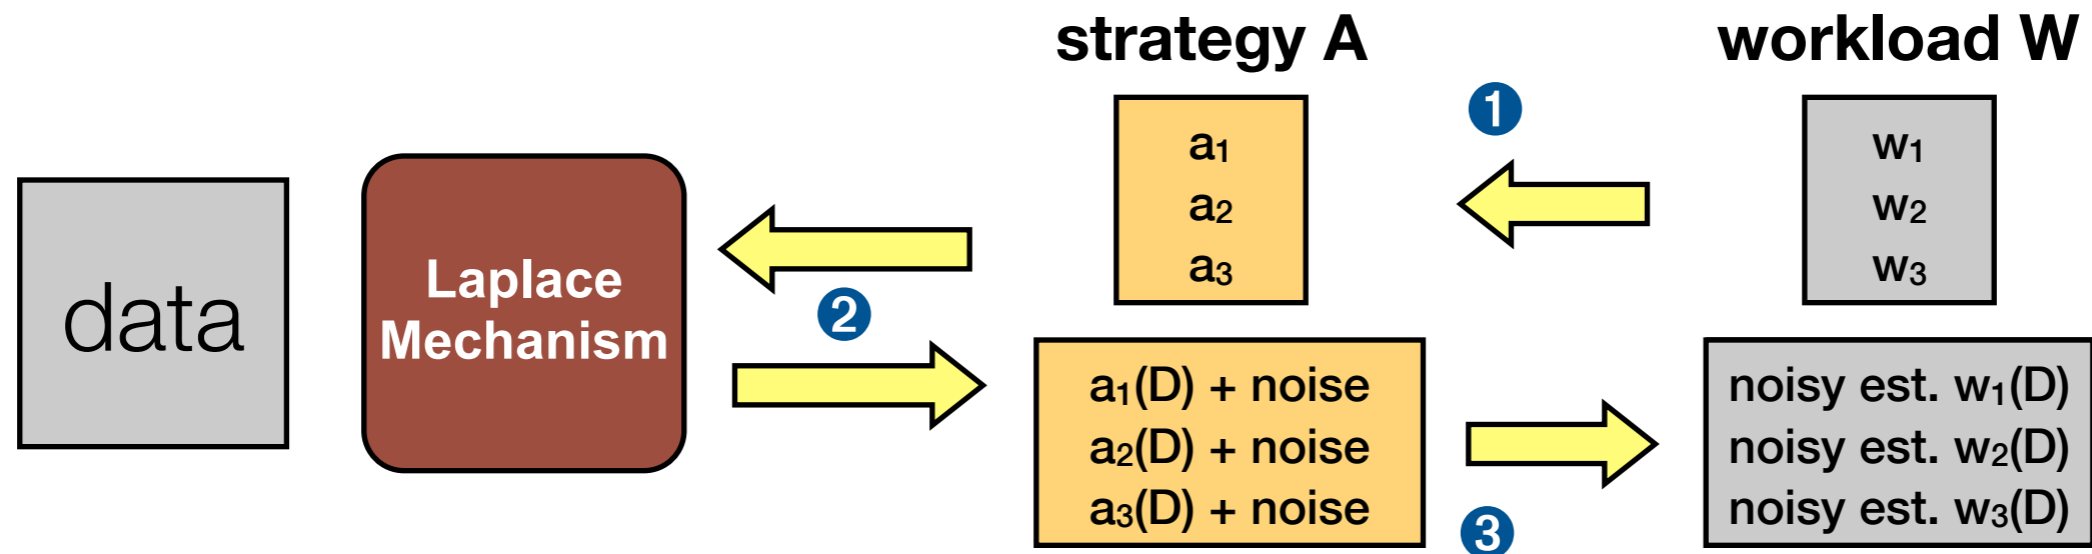 strategy A
workload W
1
a₁
a₂
a₃
w₁
w₂
w₃
data
Laplace
Mechanism
2
a₁(D) + noise
a₂(D) + noise
a₃(D) + noise
3
noisy est. w₁(D)
noisy est. w₂(D)
noisy est. w₃(D)